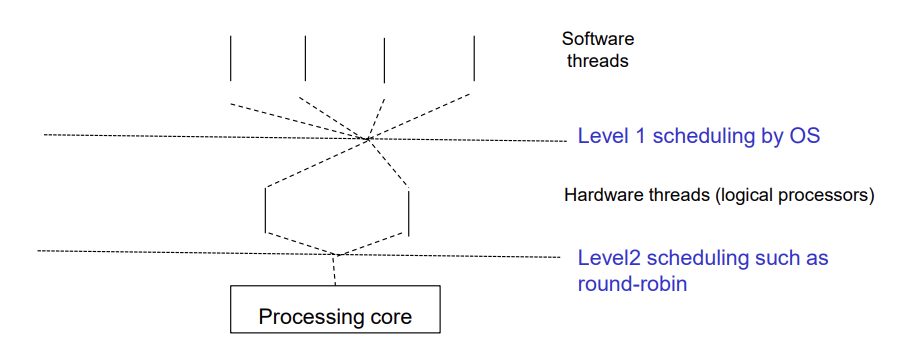 Software
threads
Level 1 scheduling by OS
Hardware threads (logical processors)
Level2 scheduling such as
round-robin
Processing core